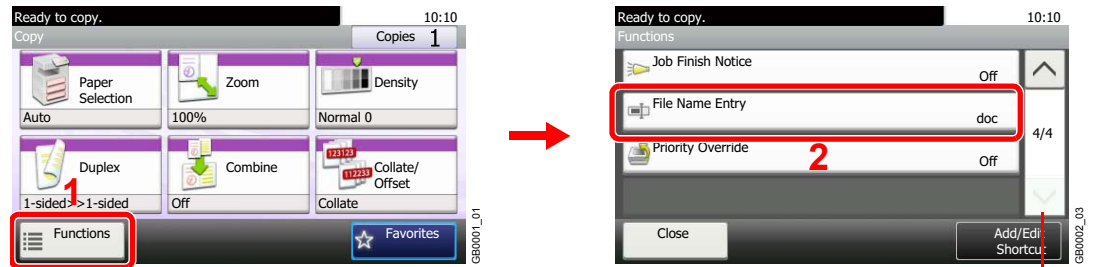 Ready to copy.
10:10
Copy
Copies 1
Paper
Selection
Auto
Zoom
100%
Density
Normal 0
Duplex
1-sided>>1-sided
Combine
Off
123123
112233
Collate/
Offset
Collate
1
Functions
Favorites
GB0001_01
Ready to copy.
10:10
Functions
Job Finish Notice
Off
File Name Entry
doc
4/4
Priority Override
Off
2
Close
Add/Edit
Shortcut
GB0002_03